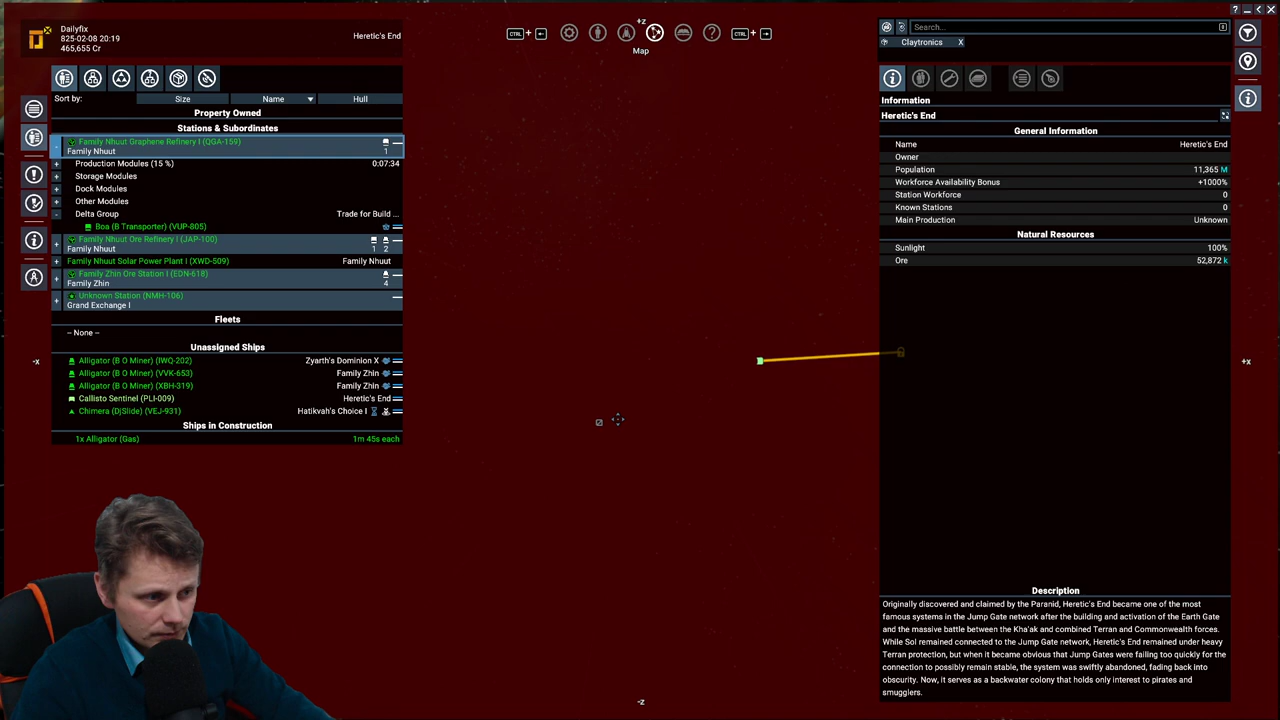 Dailyfix
825-02-08 20:19
465,655 Cr
Heretic's End
Sort by: Size Name Hull
Property Owned
Stations & Subordinates
Family Nhuut Graphene Refinery I (QGA-159)
Family Nhuut 1
Production Modules (15 %) 0:07:34
Storage Modules
Dock Modules
Other Modules
Delta Group Trade for Build ...
Boa (B Transporter) (VUP-805)
Family Nhuut Ore Refinery I (JAP-100)
Family Nhuut 1 2
Family Nhuut Solar Power Plant I (XWD-509) Family Nhuut
Family Zhin Ore Station I (EDN-618)
Family Zhin 4
Unknown Station (NMH-106)
Grand Exchange I
Fleets
-- None --
Unassigned Ships
Alligator (B O Miner) (IWQ-202) Zyarth's Dominion X
Alligator (B O Miner) (VVK-653) Family Zhin
Alligator (B O Miner) (XBH-319) Family Zhin
Callisto Sentinel (PLI-009) Heretic's End
Chimera (DjSlide) (VEJ-931) Hatikvah's Choice I
Ships in Construction
1x Alligator (Gas) 1m 45s each
CTRL +
+z
CTRL +
Map
-x
+x
-z
Search...
Claytronics X
Information
Heretic's End
General Information
Name Heretic's End
Owner
Population 11,365 M
Workforce Availability Bonus +1000%
Station Workforce 0
Known Stations 0
Main Production Unknown
Natural Resources
Sunlight 100%
Ore 52,872 k
Description
Originally discovered and claimed by the Paranid, Heretic's End became one of the most
famous systems in the Jump Gate network after the building and activation of the Earth Gate
and the massive battle between the Kha'ak and combined Terran and Commonwealth forces.
While Sol remained connected to the Jump Gate network, Heretic's End remained under heavy
Terran protection, but when it became obvious that Jump Gates were failing too quickly for the
connection to possibly remain stable, the system was swiftly abandoned, fading back into
obscurity. Now, it serves as a backwater colony that holds only interest to pirates and
smugglers.